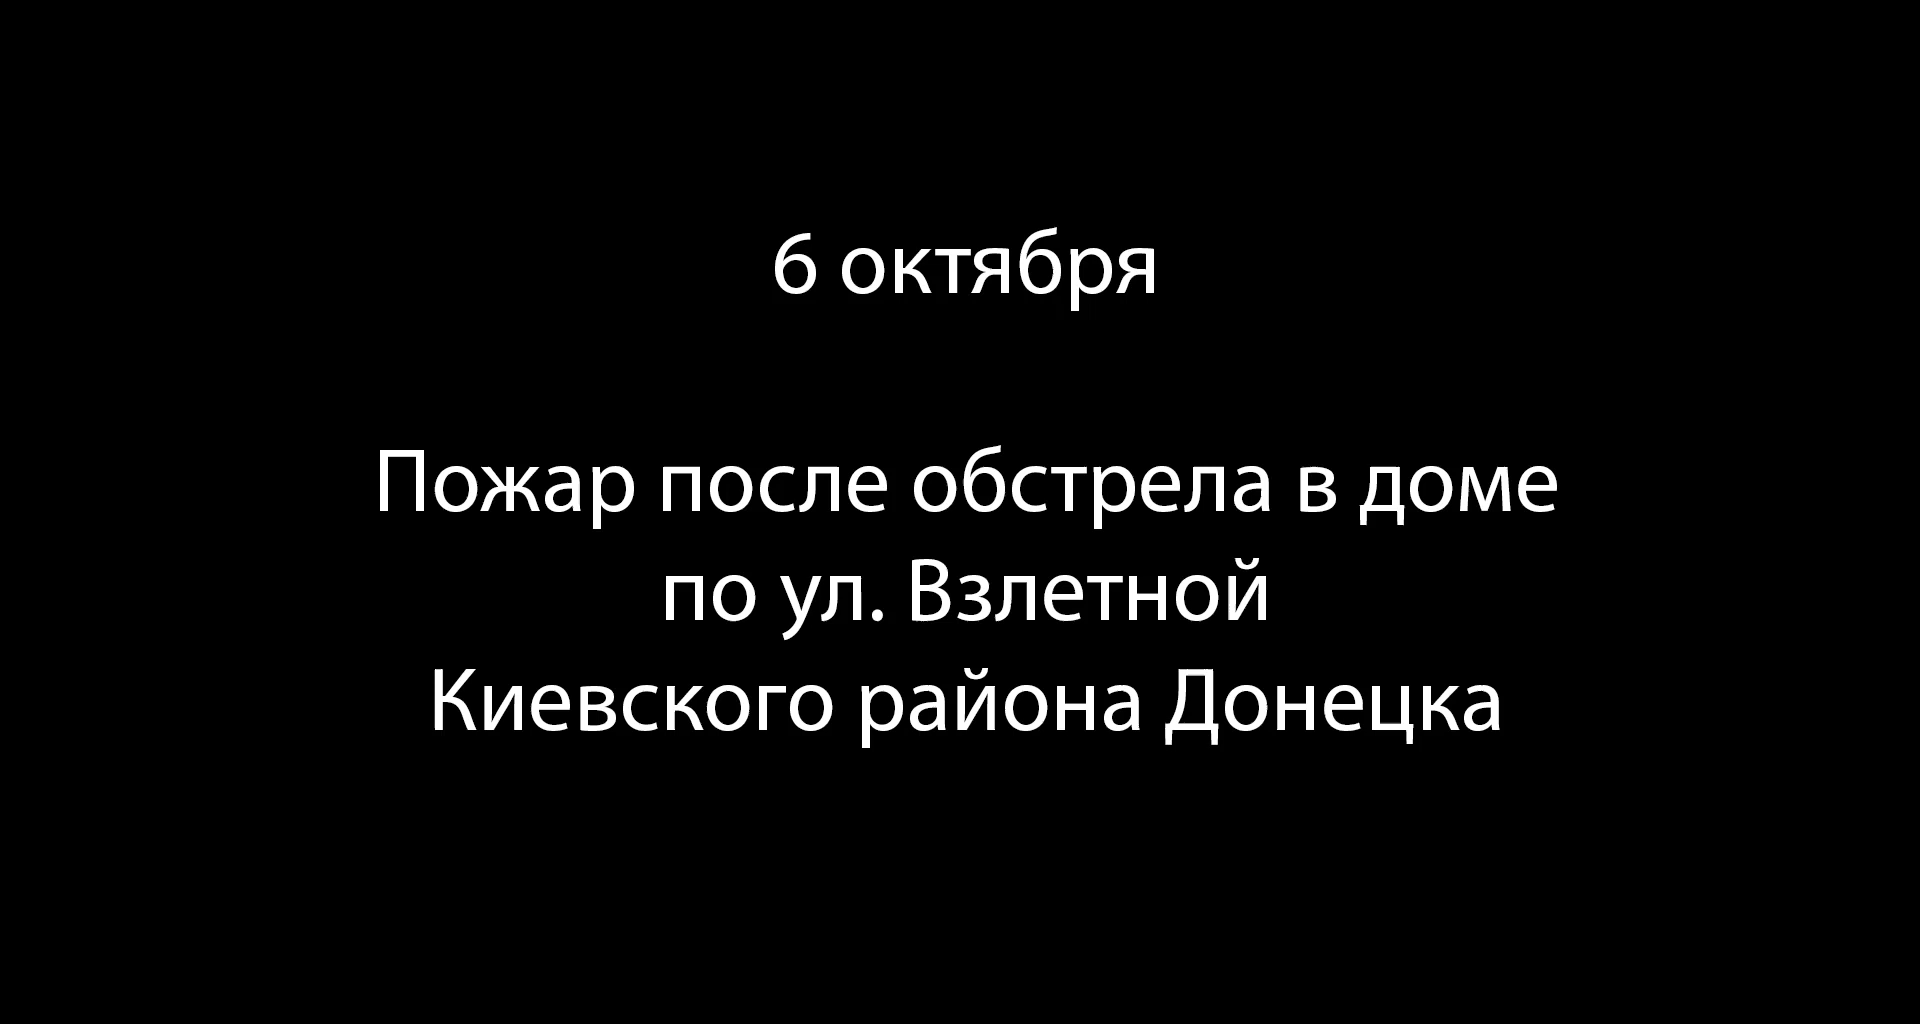 6 октября
Пожар после обстрела в доме
по ул. Взлетной
Киевского района Донецка